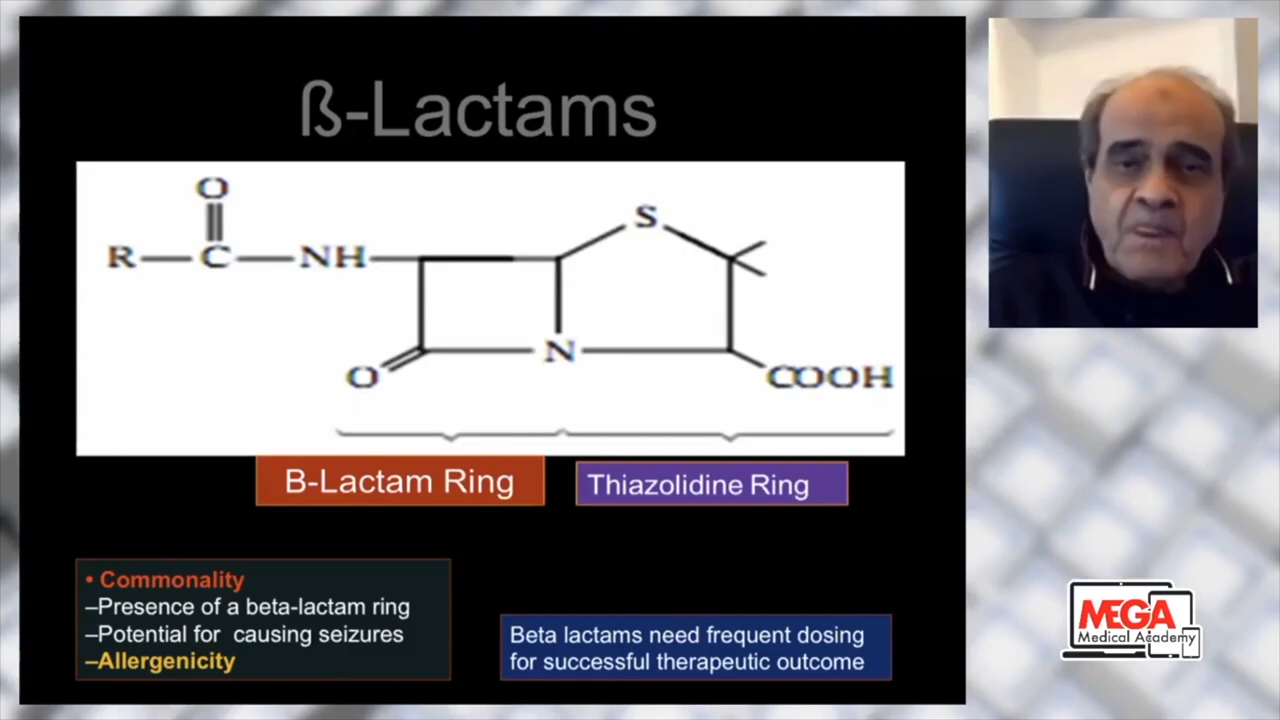 ß-Lactams
O
R C NH S
O N COOH
B-Lactam Ring
Thiazolidine Ring
• Commonality
–Presence of a beta-lactam ring
–Potential for causing seizures
–Allergenicity
Beta lactams need frequent dosing
for successful therapeutic outcome
MEGA
Medical Academy